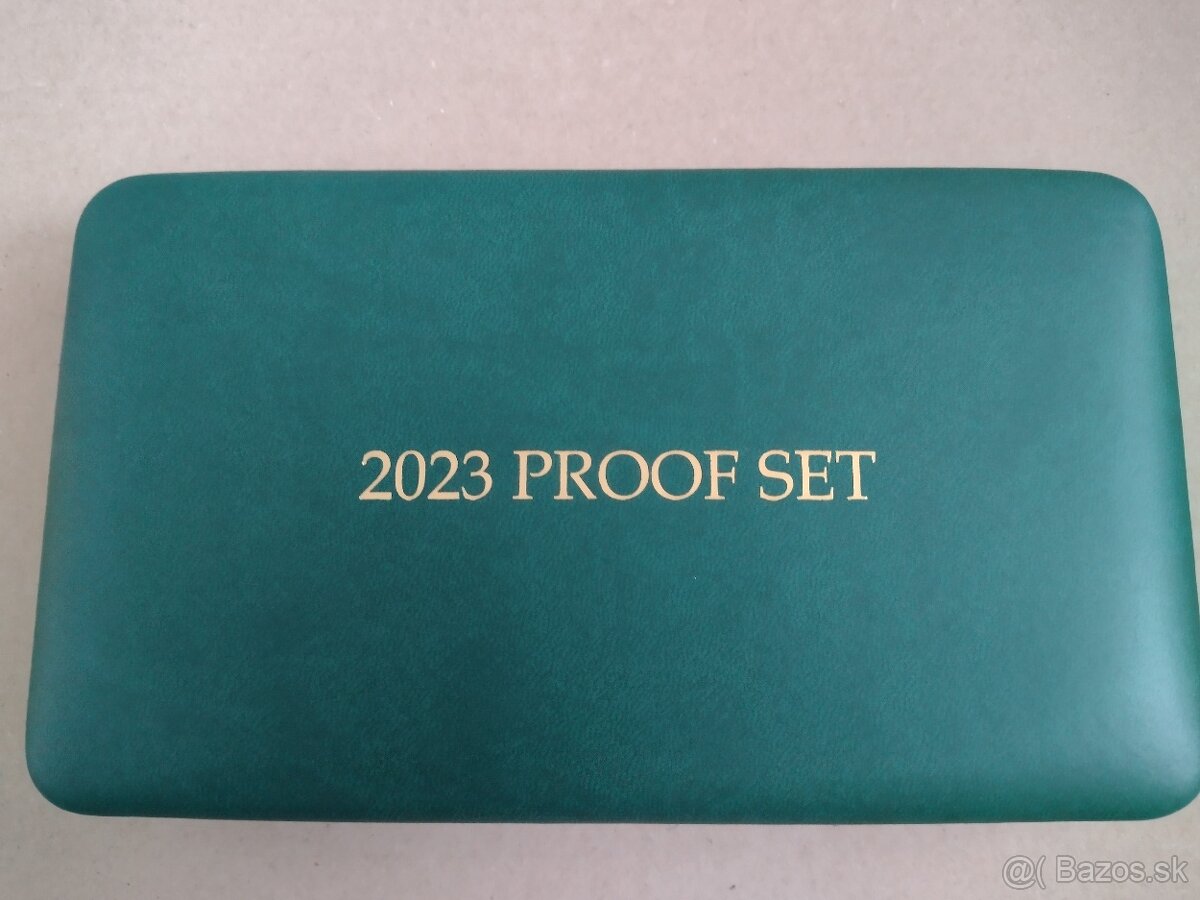 2023 PROOF SET
@( Bazos.sk